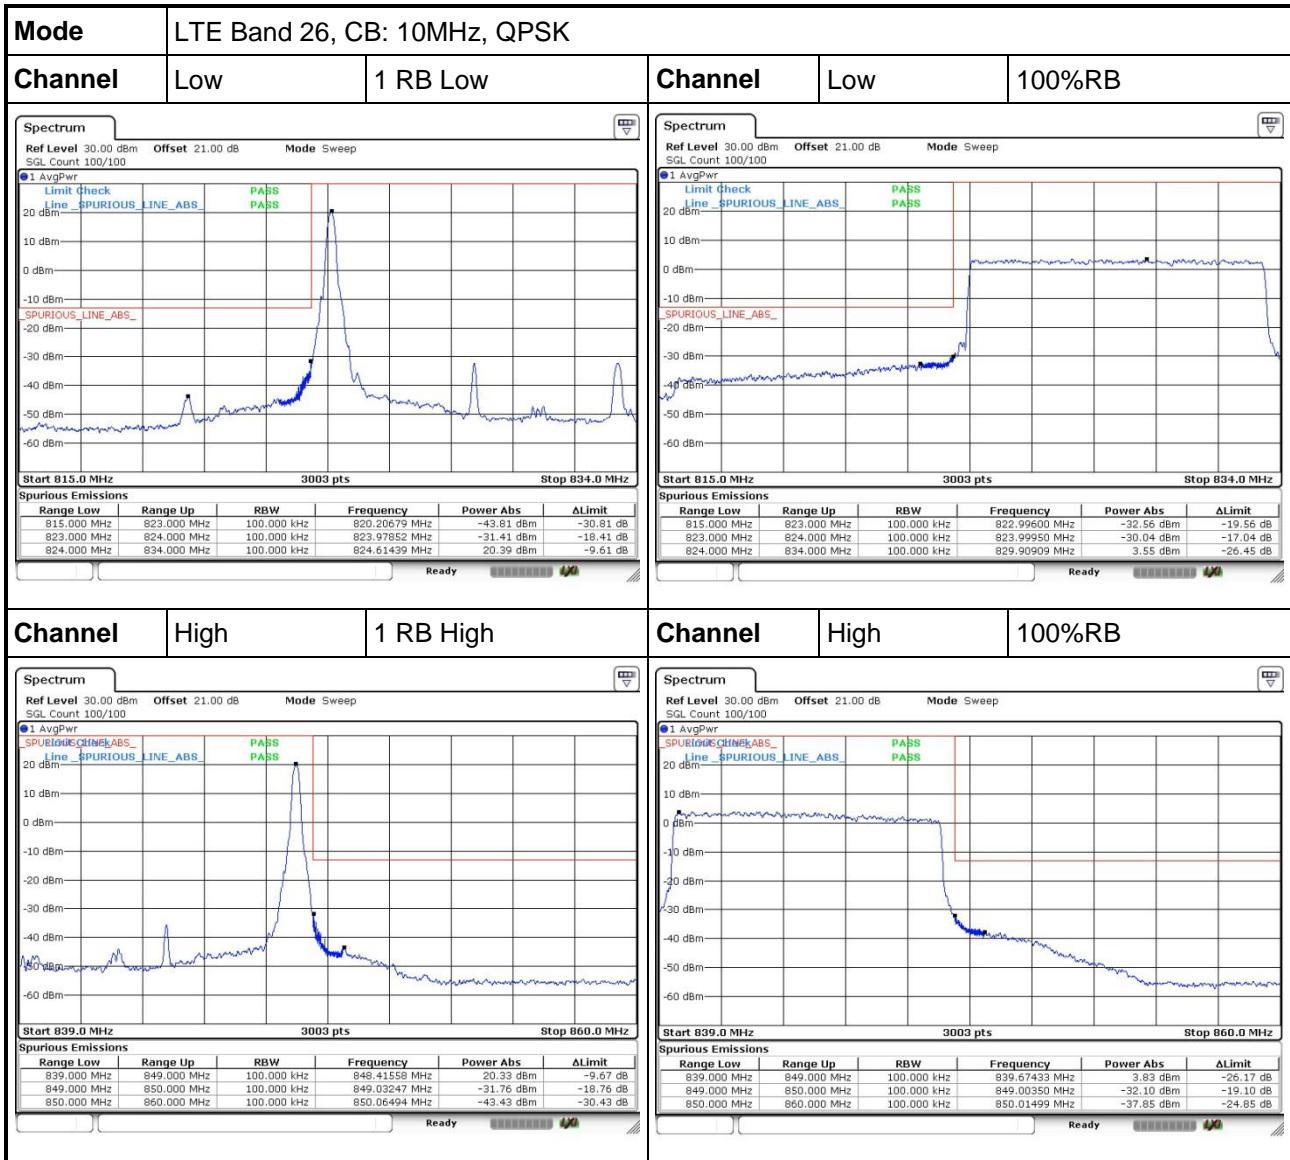 Mode LTE Band 26, CB: 10MHz, QPSK
Channel Low 1 RB Low Channel Low 100%RB
Spectrum
Ref Level 30.00 dBm Offset 21.00 dB Mode Sweep
SGL Count 100/100
1 AvgPwr
Limit Check PASS
Line _SPURIOUS_LINE_ABS_ PASS
20 dBm
10 dBm
0 dBm
-10 dBm
_SPURIOUS_LINE_ABS_
-20 dBm
-30 dBm
-40 dBm
-50 dBm
-60 dBm
Start 815.0 MHz 3003 pts Stop 834.0 MHz
Spurious Emissions
Range Low Range Up RBW Frequency Power Abs ΔLimit
815.000 MHz 823.000 MHz 100.000 kHz 820.20679 MHz -43.81 dBm -30.81 dB
823.000 MHz 824.000 MHz 100.000 kHz 823.97852 MHz -31.41 dBm -18.41 dB
824.000 MHz 834.000 MHz 100.000 kHz 824.61439 MHz 20.39 dBm -9.61 dB
Ready LXI
Spectrum
Ref Level 30.00 dBm Offset 21.00 dB Mode Sweep
SGL Count 100/100
1 AvgPwr
Limit Check PASS
Line _SPURIOUS_LINE_ABS_ PASS
20 dBm
10 dBm
0 dBm
-10 dBm
_SPURIOUS_LINE_ABS_
-20 dBm
-30 dBm
-40 dBm
-50 dBm
-60 dBm
Start 815.0 MHz 3003 pts Stop 834.0 MHz
Spurious Emissions
Range Low Range Up RBW Frequency Power Abs ΔLimit
815.000 MHz 823.000 MHz 100.000 kHz 822.99600 MHz -32.56 dBm -19.56 dB
823.000 MHz 824.000 MHz 100.000 kHz 823.99950 MHz -30.04 dBm -17.04 dB
824.000 MHz 834.000 MHz 100.000 kHz 829.90909 MHz 3.55 dBm -26.45 dB
Ready LXI
Channel High 1 RB High Channel High 100%RB
Spectrum
Ref Level 30.00 dBm Offset 21.00 dB Mode Sweep
SGL Count 100/100
1 AvgPwr
_SPURIOUS_LINE_ABS_
Limit Check PASS
Line _SPURIOUS_LINE_ABS_ PASS
20 dBm
10 dBm
0 dBm
-10 dBm
-20 dBm
-30 dBm
-40 dBm
-50 dBm
-60 dBm
Start 839.0 MHz 3003 pts Stop 860.0 MHz
Spurious Emissions
Range Low Range Up RBW Frequency Power Abs ΔLimit
839.000 MHz 849.000 MHz 100.000 kHz 848.41558 MHz 20.33 dBm -9.67 dB
849.000 MHz 850.000 MHz 100.000 kHz 849.03247 MHz -31.76 dBm -18.76 dB
850.000 MHz 860.000 MHz 100.000 kHz 850.06494 MHz -43.43 dBm -30.43 dB
Ready LXI
Spectrum
Ref Level 30.00 dBm Offset 21.00 dB Mode Sweep
SGL Count 100/100
1 AvgPwr
_SPURIOUS_LINE_ABS_
Limit Check PASS
Line _SPURIOUS_LINE_ABS_ PASS
20 dBm
10 dBm
0 dBm
-10 dBm
-20 dBm
-30 dBm
-40 dBm
-50 dBm
-60 dBm
Start 839.0 MHz 3003 pts Stop 860.0 MHz
Spurious Emissions
Range Low Range Up RBW Frequency Power Abs ΔLimit
839.000 MHz 849.000 MHz 100.000 kHz 839.67433 MHz 3.83 dBm -26.17 dB
849.000 MHz 850.000 MHz 100.000 kHz 849.00350 MHz -32.10 dBm -19.10 dB
850.000 MHz 860.000 MHz 100.000 kHz 850.01499 MHz -37.85 dBm -24.85 dB
Ready LXI